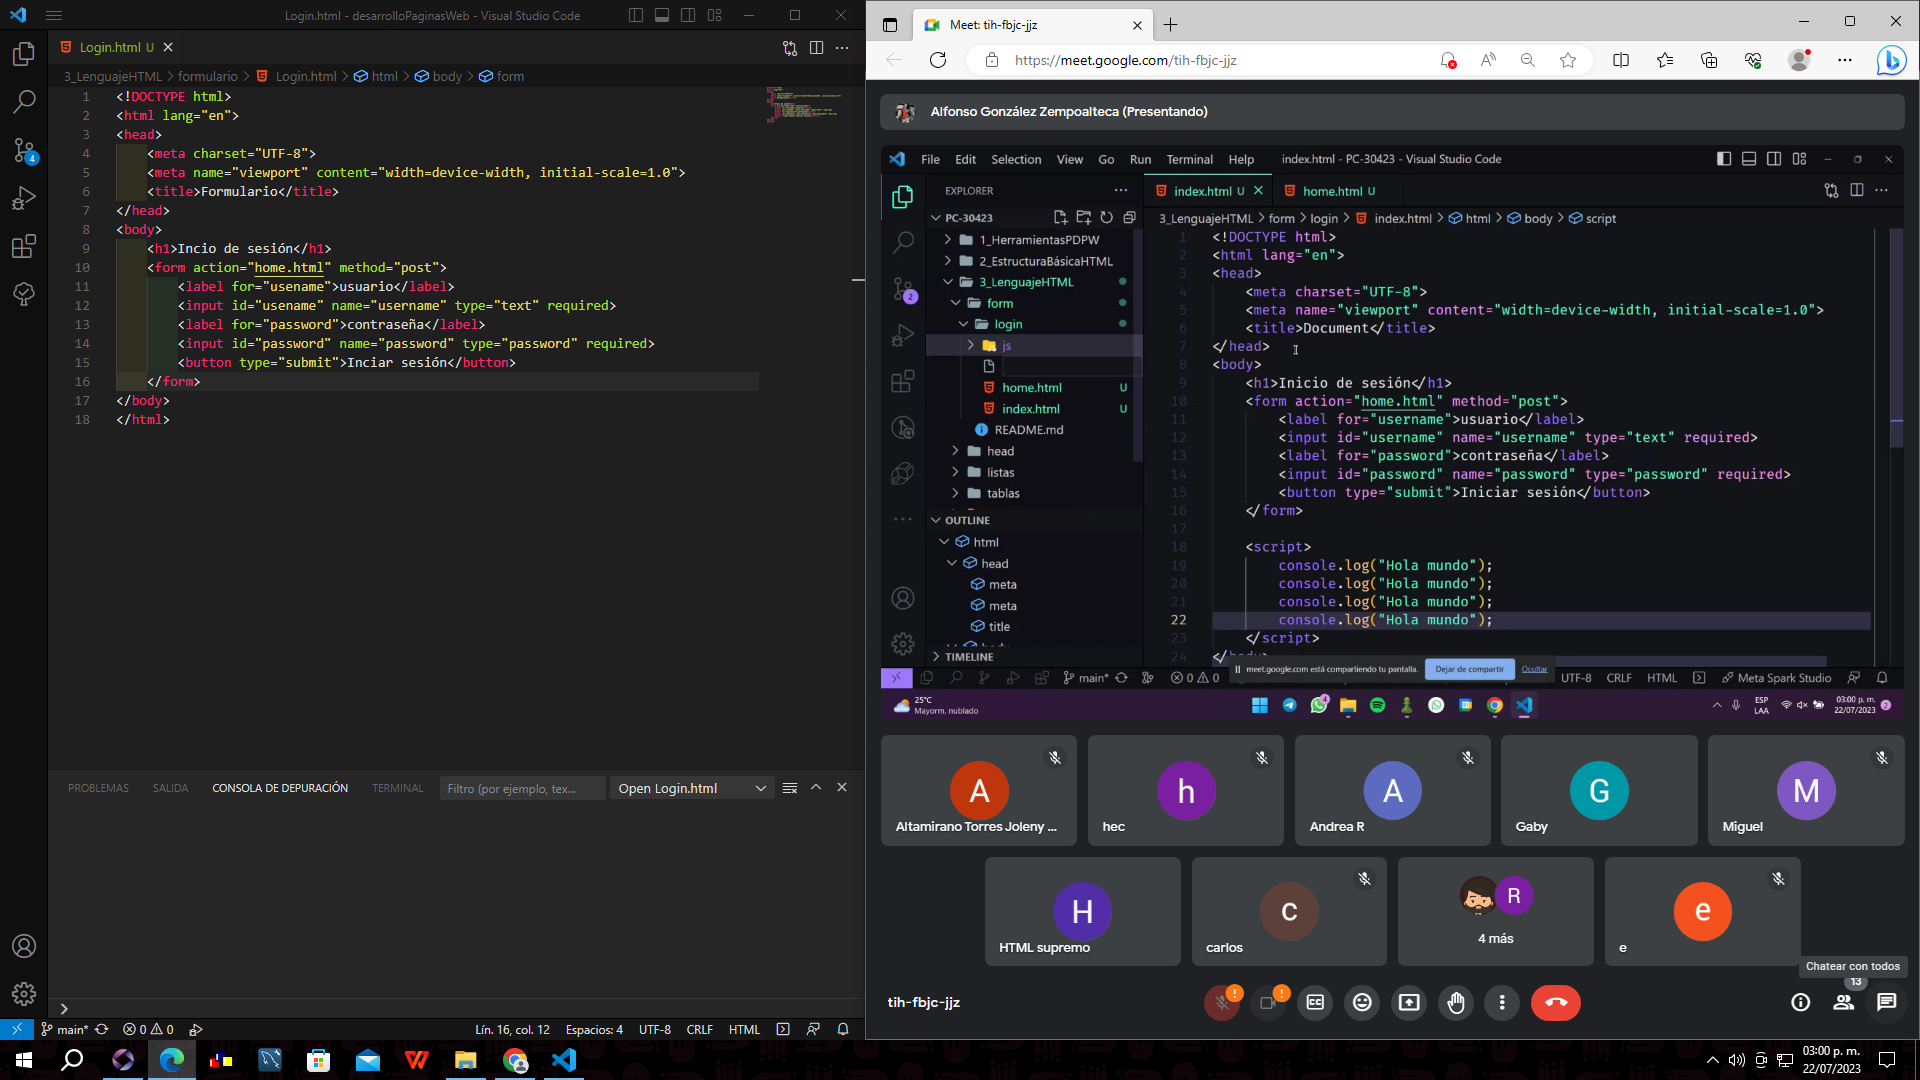 Login.html - desarrolloPaginasWeb - Visual Studio Code
Login.html U
3_LenguajeHTML > formulario > Login.html > html > body > form
1 <!DOCTYPE html>
2 <html lang="en">
3 <head>
4 <meta charset="UTF-8">
5 <meta name="viewport" content="width=device-width, initial-scale=1.0">
6 <title>Formulario</title>
7 </head>
8 <body>
9 <h1>Incio de sesión</h1>
10 <form action="home.html" method="post">
11 <label for="usename">usuario</label>
12 <input id="usename" name="username" type="text" required>
13 <label for="password">contraseña</label>
14 <input id="password" name="password" type="password" required>
15 <button type="submit">Inciar sesión</button>
16 </form>
17 </body>
18 </html>
4
PROBLEMAS SALIDA CONSOLA DE DEPURACIÓN TERMINAL Filtro (por ejemplo, tex... Open Login.html
main* 0 0 Lín. 16, col. 12 Espacios: 4 UTF-8 CRLF HTML
Meet: tih-fbjc-jjz
https://meet.google.com/tih-fbjc-jjz
Alfonso González Zempoalteca (Presentando)
File Edit Selection View Go Run Terminal Help index.html - PC-30423 - Visual Studio Code
EXPLORER
PC-30423
1_HerramientasPDPW
2_EstructuraBásicaHTML
3_LenguajeHTML
form
login
js
home.html U
index.html U
README.md
head
listas
tablas
OUTLINE
html
head
meta
meta
title
TIMELINE
2
index.html U home.html U
3_LenguajeHTML > form > login > index.html > html > body > script
1 <!DOCTYPE html>
2 <html lang="en">
3 <head>
4 <meta charset="UTF-8">
5 <meta name="viewport" content="width=device-width, initial-scale=1.0">
6 <title>Document</title>
7 </head>
8 <body>
9 <h1>Inicio de sesión</h1>
10 <form action="home.html" method="post">
11 <label for="username">usuario</label>
12 <input id="username" name="username" type="text" required>
13 <label for="password">contraseña</label>
14 <input id="password" name="password" type="password" required>
15 <button type="submit">Iniciar sesión</button>
16 </form>
17
18 <script>
19 console.log("Hola mundo");
20 console.log("Hola mundo");
21 console.log("Hola mundo");
22 console.log("Hola mundo");
23 </script>
24
meet.google.com está compartiendo tu pantalla. Dejar de compartir Ocultar
main* 0 0 UTF-8 CRLF HTML Meta Spark Studio
25°C
Mayorm. nublado
4
ESP
LAA
03:00 p. m.
22/07/2023
2
A
Altamirano Torres Joleny ...
h
hec
A
Andrea R
G
Gaby
M
Miguel
H
HTML supremo
c
carlos
R
4 más
e
e
Chatear con todos
tih-fbjc-jjz
13
03:00 p. m.
22/07/2023